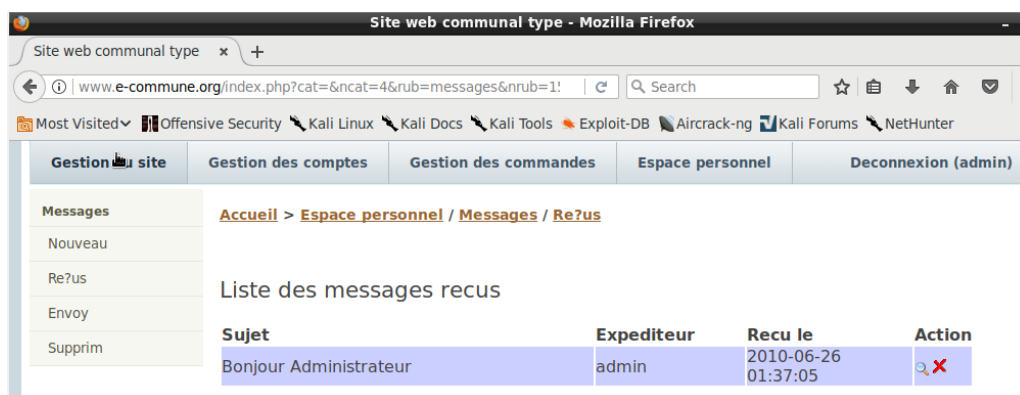 Site web communal type - Mozilla Firefox
Site web communal type
www.e-commune.org/index.php?cat=&ncat=4&rub=messages&nrub=1!
Search
Most Visited Offensive Security Kali Linux Kali Docs Kali Tools Exploit-DB Aircrack-ng Kali Forums NetHunter
Gestion du site Gestion des comptes Gestion des commandes Espace personnel Deconnexion (admin)
Messages
Nouveau
Re?us
Envoy
Supprim
Accueil > Espace personnel / Messages / Re?us
Liste des messages recus
Sujet Expediteur Recu le Action
Bonjour Administrateur admin 2010-06-26
01:37:05